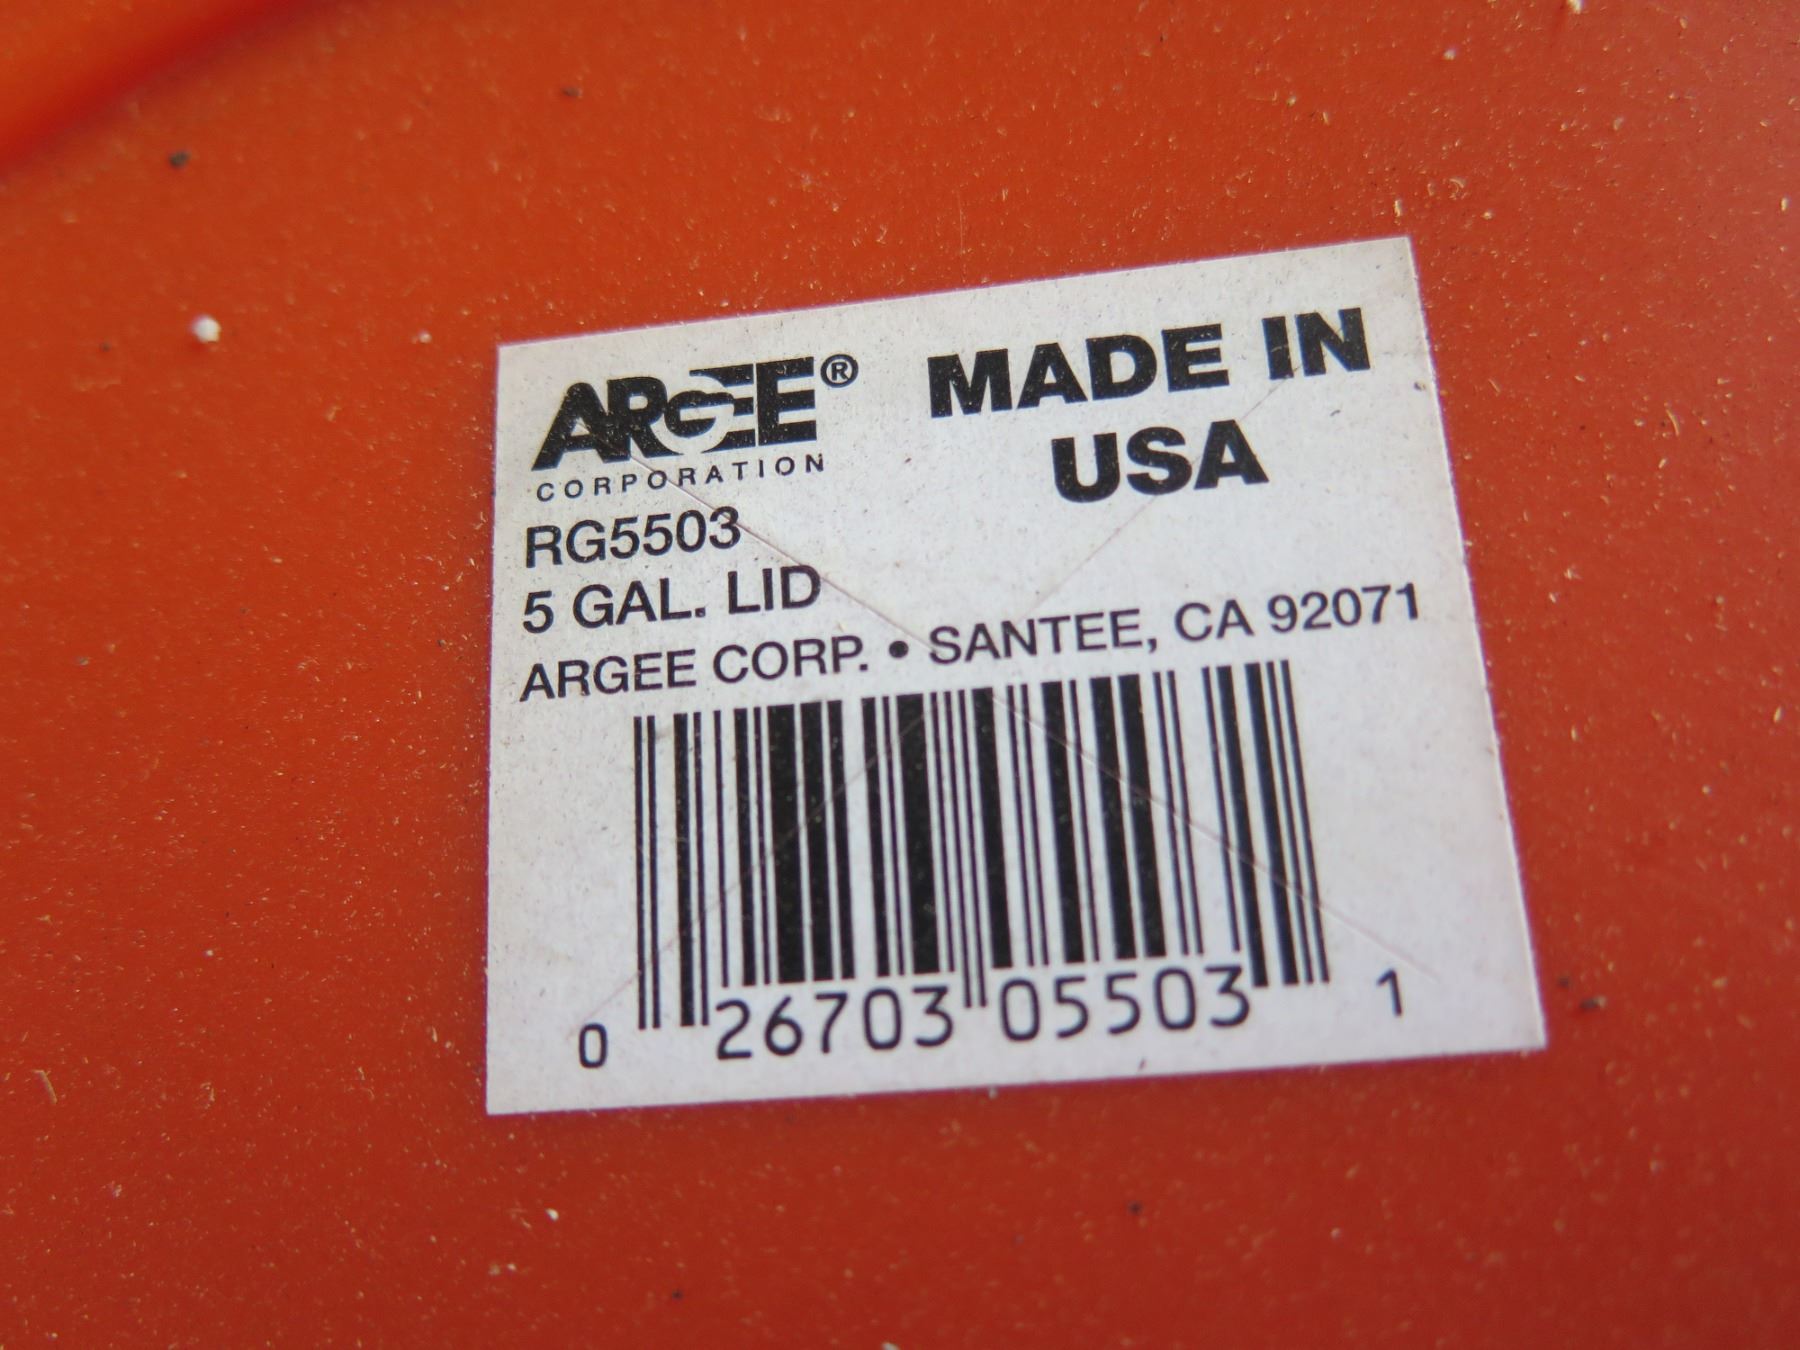 ARGEE® MADE IN
CORPORATION USA
RG5503
5 GAL. LID
ARGEE CORP. • SANTEE, CA 92071
0 26703 05503 1